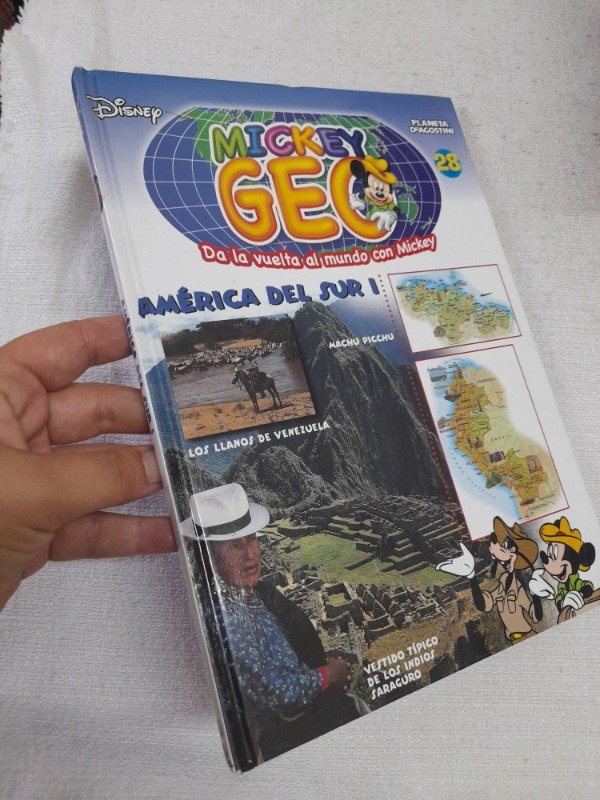 Disney
PLANETA
DeAGOSTINI
28
MICKEY
GEO
Da la vuelta al mundo con Mickey
AMÉRICA DEL SUR I
MACHU PICCHU
LOS LLANOS DE VENEZUELA
BRASIL
VESTIDO TÍPICO
DE LOS INDIOS
SARAGURO